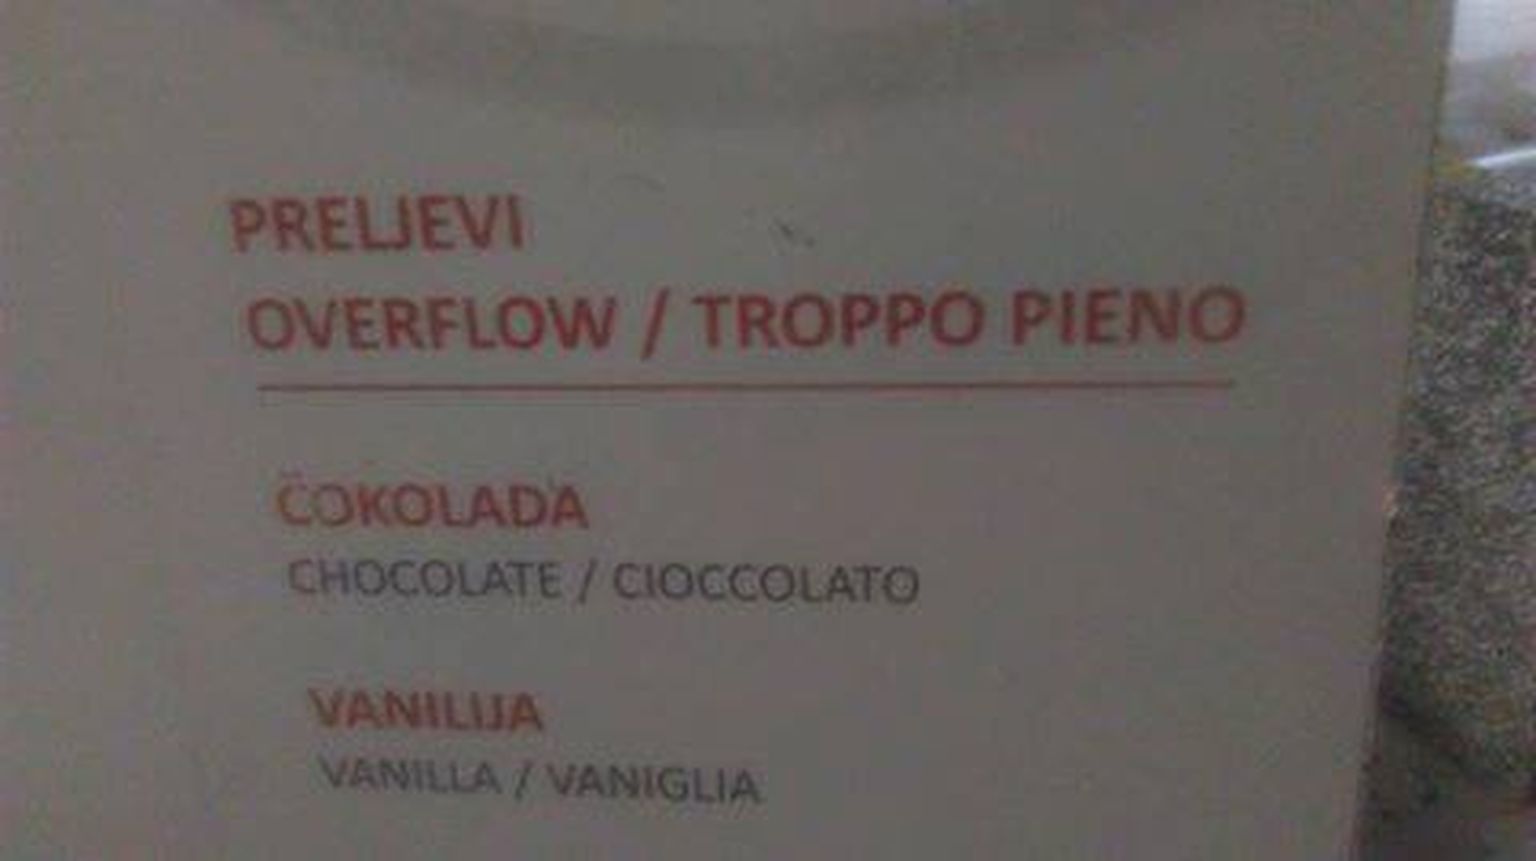 PRELJEVI
OVERFLOW / TROPPO PIENO
ČOKOLADA
CHOCOLATE / CIOCCOLATO
VANILIJA
VANILLA / VANIGLIA